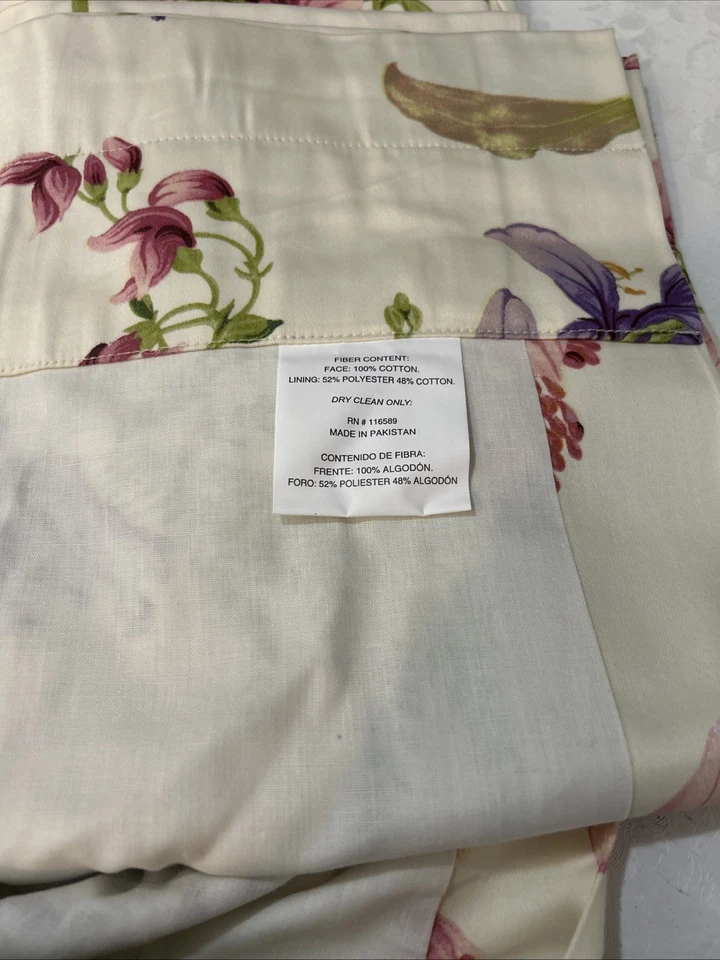 FIBER CONTENT:
FACE: 100% COTTON.
LINING: 52% POLYESTER 48% COTTON.
DRY CLEAN ONLY:
RN # 116589
MADE IN PAKISTAN
CONTENIDO DE FIBRA:
FRENTE: 100% ALGODÓN.
FORO: 52% POLIESTER 48% ALGODÓN